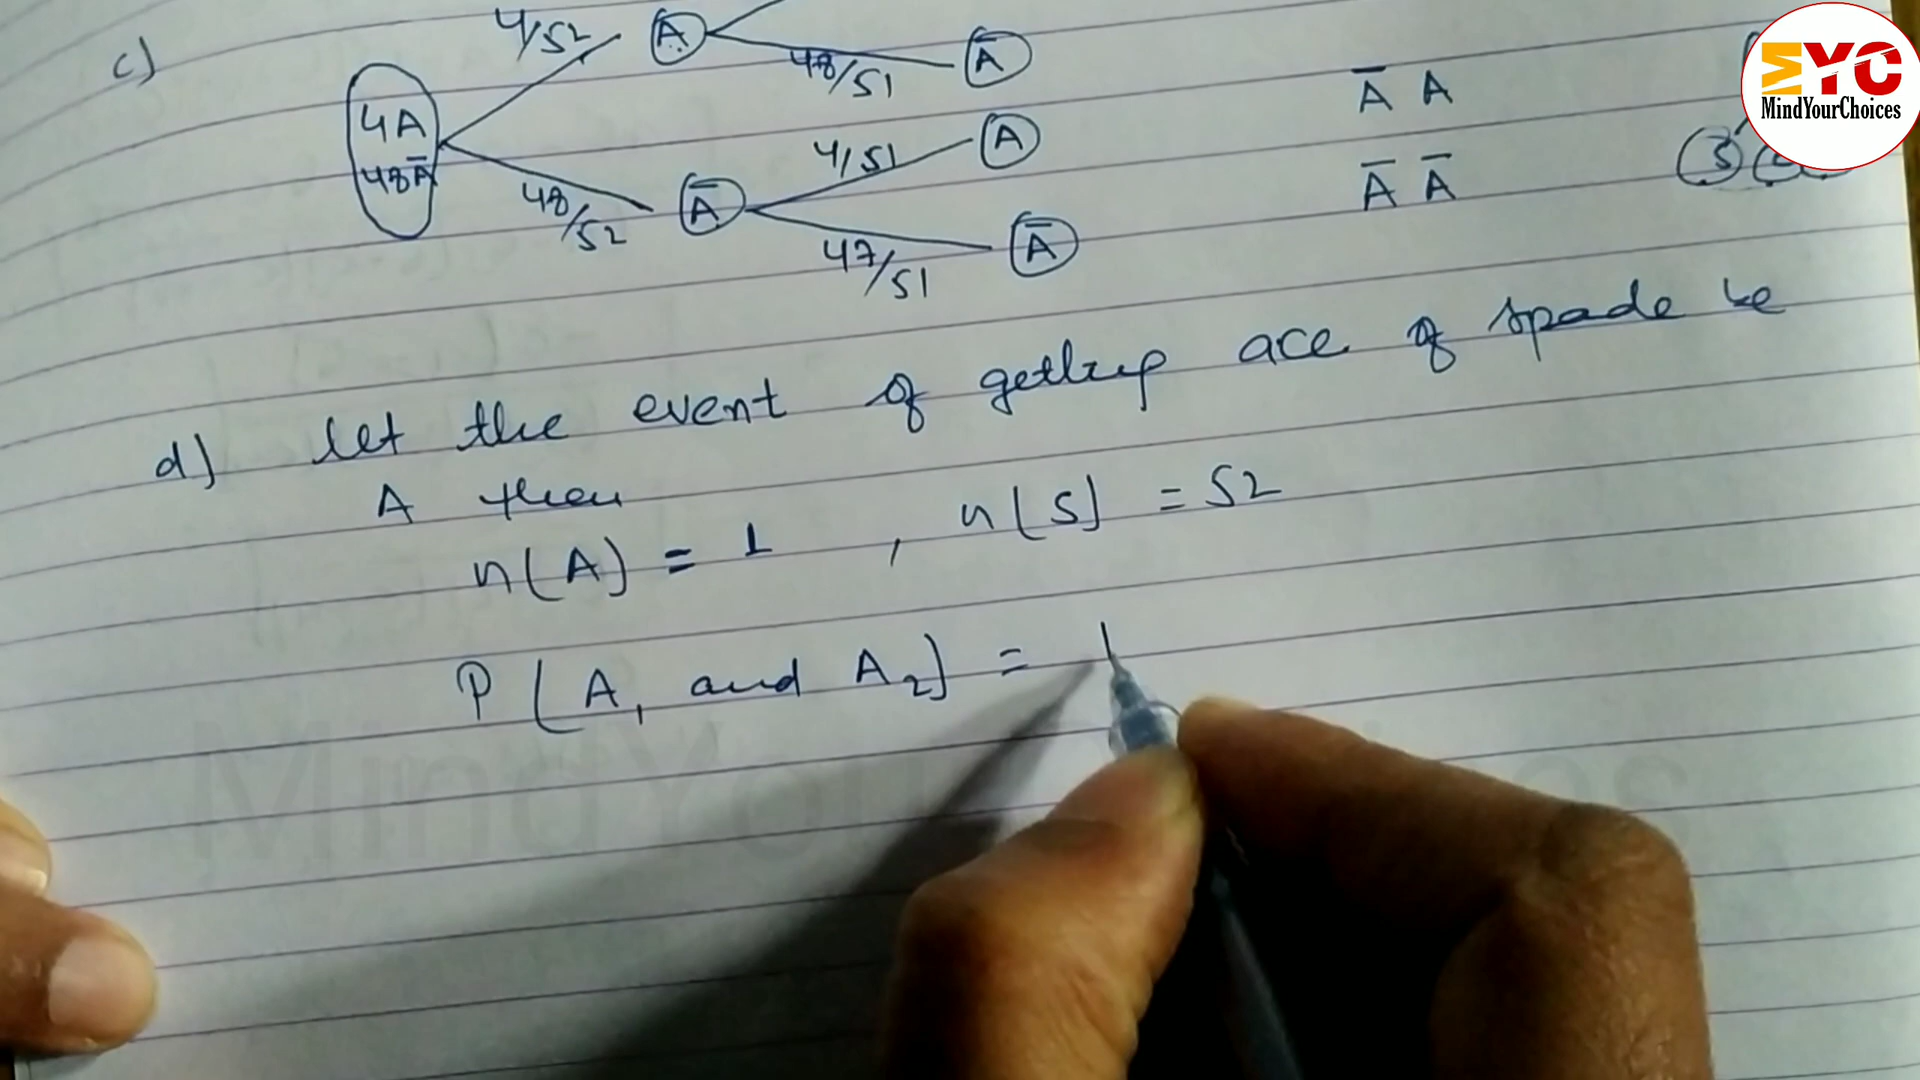 c)
4/52
A
48/51
Ā
4A
48Ā
48/52
Ā
4/51
A
47/51
Ā
Ā A
Ā Ā
MYC
MindYourChoices
d) let the event of getting ace of spade be
A then
n(A) = 1 , n(S) = 52
P(A₁ and A₂) = 1